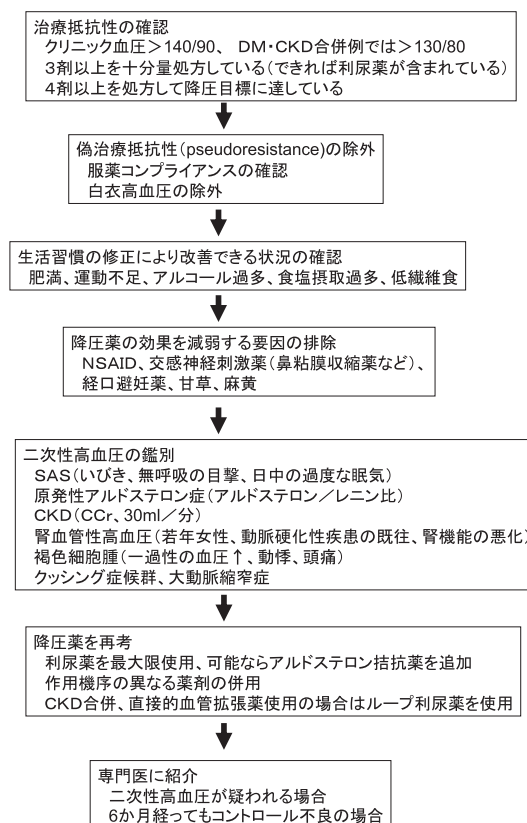 治療抵抗性の確認
クリニック血圧>140/90、 DM・CKD合併例では>130/80
３剤以上を十分量処方している(できれば利尿薬が含まれている)
４剤以上を処方して降圧目標に達している
偽治療抵抗性(pseudoresistance)の除外
服薬コンプライアンスの確認
白衣高血圧の除外
生活習慣の修正により改善できる状況の確認
肥満、運動不足、アルコール過多、食塩摂取過多、低繊維食
降圧薬の効果を減弱する要因の排除
NSAID、交感神経刺激薬(鼻粘膜収縮薬など)、
経口避妊薬、甘草、麻黄
二次性高血圧の鑑別
SAS(いびき、無呼吸の目撃、日中の過度な眠気)
原発性アルドステロン症(アルドステロン／レニン比)
CKD(CCr、30ml／分)
腎血管性高血圧(若年女性、動脈硬化性疾患の既往、腎機能の悪化)
褐色細胞腫(一過性の血圧↑、動悸、頭痛)
クッシング症候群、大動脈縮窄症
降圧薬を再考
利尿薬を最大限使用、可能ならアルドステロン拮抗薬を追加
作用機序の異なる薬剤の併用
CKD合併、直接的血管拡張薬使用の場合はループ利尿薬を使用
専門医に紹介
二次性高血圧が疑われる場合
6か月経ってもコントロール不良の場合